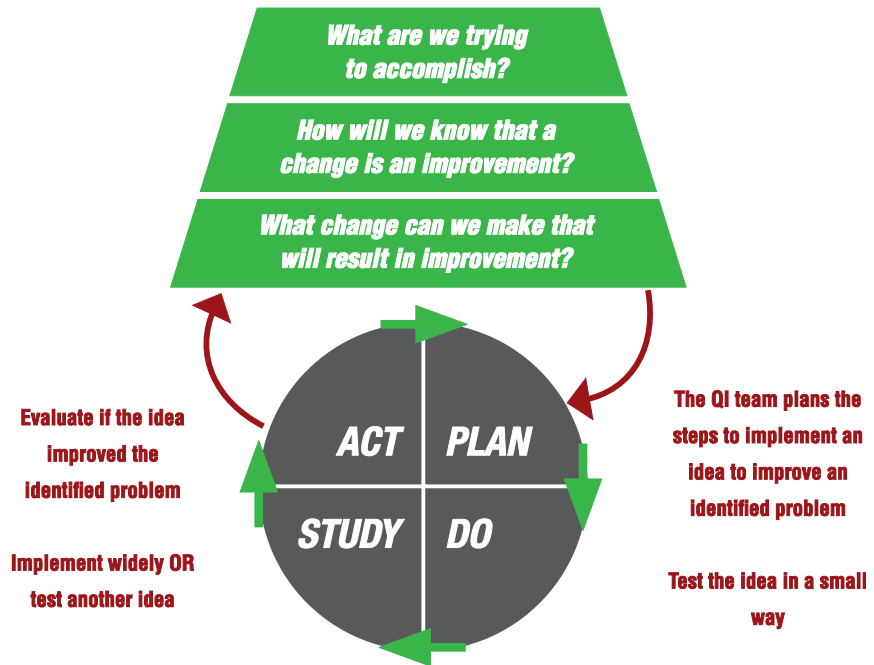 What are we trying
to accomplish?
How will we know that a
change is an improvement?
What change can we make that
will result in improvement?
ACT
PLAN
STUDY
DO
Evaluate if the idea
improved the
identified problem
Implement widely OR
test another idea
The QI team plans the
steps to implement an
idea to improve an
identified problem
Test the idea in a small
way